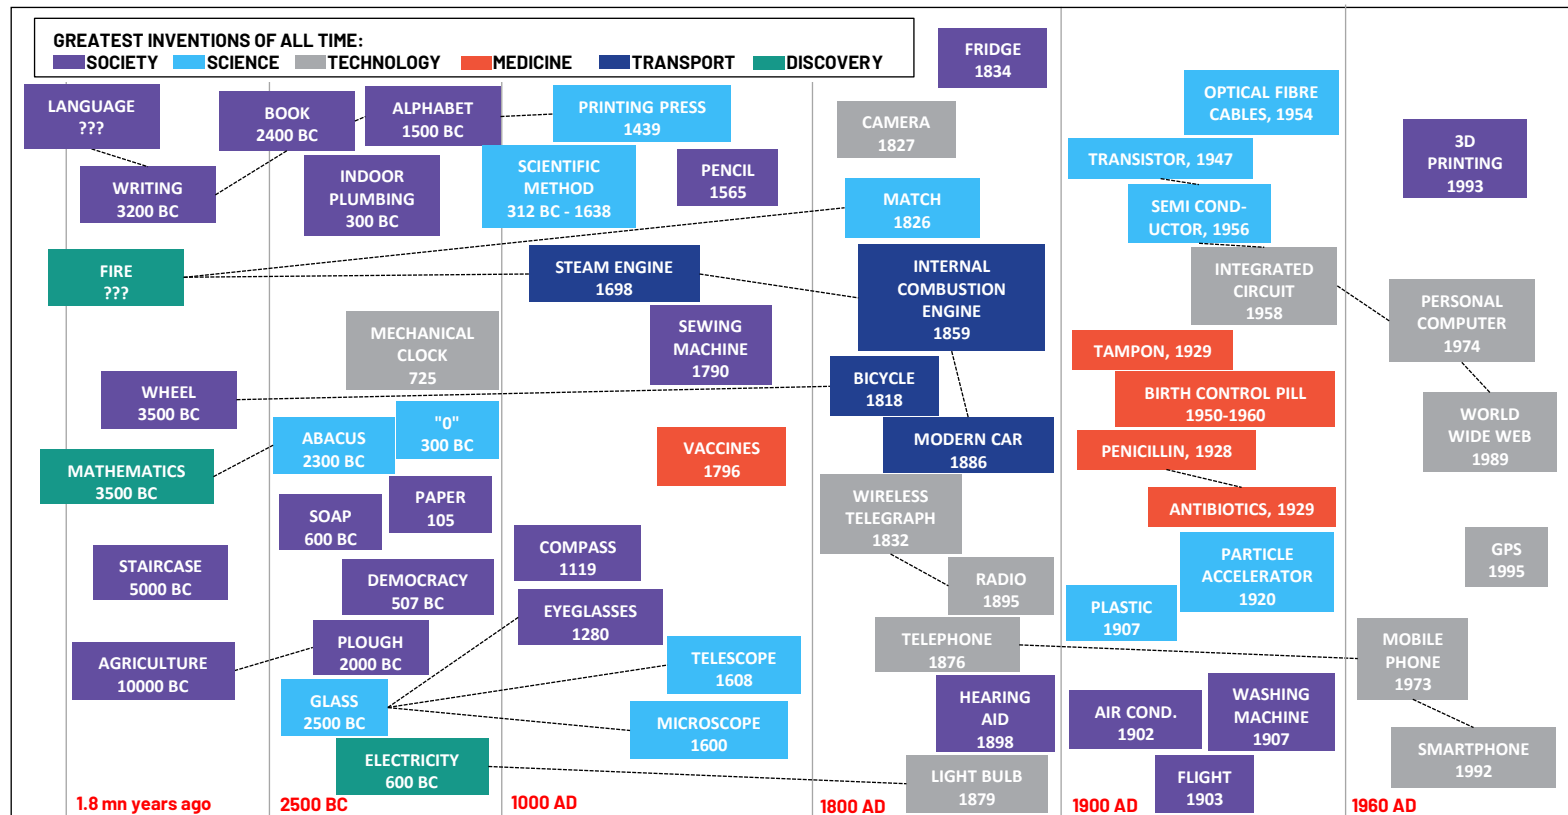 GREATEST INVENTIONS OF ALL TIME:
SOCIETY SCIENCE TECHNOLOGY MEDICINE TRANSPORT DISCOVERY
LANGUAGE
???
WRITING
3200 BC
FIRE
???
WHEEL
3500 BC
MATHEMATICS
3500 BC
STAIRCASE
5000 BC
AGRICULTURE
10000 BC
1.8 mn years ago
BOOK
2400 BC
ALPHABET
1500 BC
INDOOR
PLUMBING
300 BC
MECHANICAL
CLOCK
725
ABACUS
2300 BC
"0"
300 BC
SOAP
600 BC
PAPER
105
DEMOCRACY
507 BC
PLOUGH
2000 BC
GLASS
2500 BC
ELECTRICITY
600 BC
2500 BC
PRINTING PRESS
1439
SCIENTIFIC
METHOD
312 BC - 1638
PENCIL
1565
STEAM ENGINE
1698
SEWING
MACHINE
1790
VACCINES
1796
COMPASS
1119
EYEGLASSES
1280
TELESCOPE
1608
MICROSCOPE
1600
1000 AD
FRIDGE
1834
CAMERA
1827
MATCH
1826
INTERNAL
COMBUSTION
ENGINE
1859
BICYCLE
1818
MODERN CAR
1886
WIRELESS
TELEGRAPH
1832
RADIO
1895
TELEPHONE
1876
HEARING
AID
1898
LIGHT BULB
1879
1800 AD
OPTICAL FIBRE
CABLES, 1954
TRANSISTOR, 1947
SEMI COND-
UCTOR, 1956
INTEGRATED
CIRCUIT
1958
TAMPON, 1929
BIRTH CONTROL PILL
1950-1960
PENICILLIN, 1928
ANTIBIOTICS, 1929
PARTICLE
ACCELERATOR
1920
PLASTIC
1907
AIR COND.
1902
WASHING
MACHINE
1907
FLIGHT
1903
1900 AD
3D
PRINTING
1993
PERSONAL
COMPUTER
1974
WORLD
WIDE WEB
1989
GPS
1995
MOBILE
PHONE
1973
SMARTPHONE
1992
1960 AD